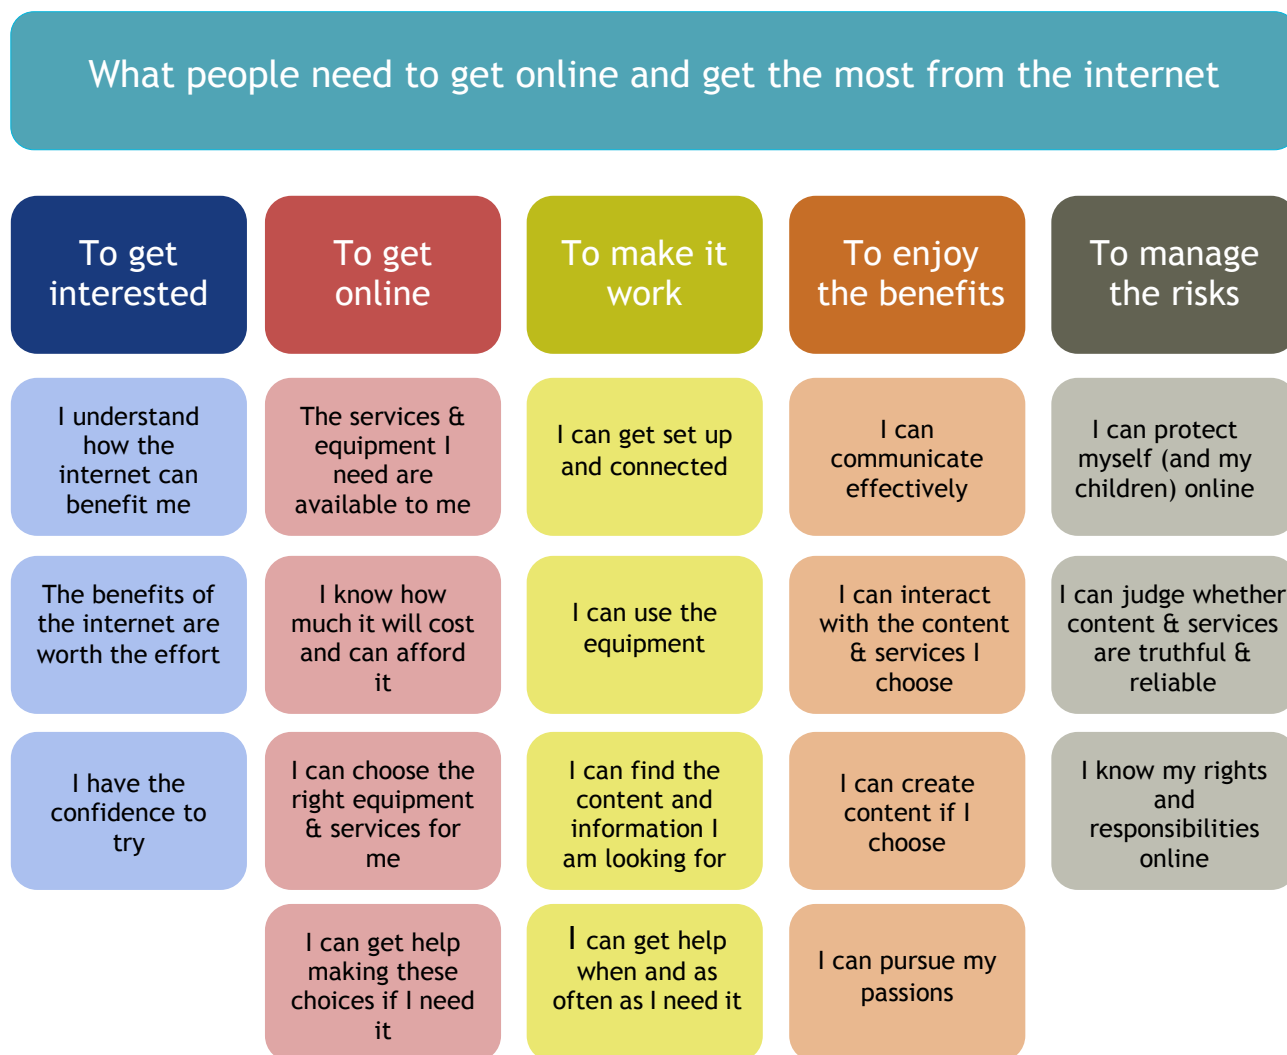 What people need to get online and get the most from the internet
To get
interested
To get
online
To make it
work
To enjoy
the benefits
To manage
the risks
I understand
how the
internet can
benefit me
The services &
equipment I
need are
available to me
I can get set up
and connected
I can
communicate
effectively
I can protect
myself (and my
children) online
The benefits of
the internet are
worth the effort
I know how
much it will cost
and can afford
it
I can use the
equipment
I can interact
with the content
& services I
choose
I can judge whether
content & services
are truthful &
reliable
I have the
confidence to
try
I can choose the
right equipment
& services for
me
I can find the
content and
information I
am looking for
I can create
content if I
choose
I know my rights
and
responsibilities
online
I can get help
making these
choices if I need
it
I can get help
when and as
often as I need it
I can pursue my
passions